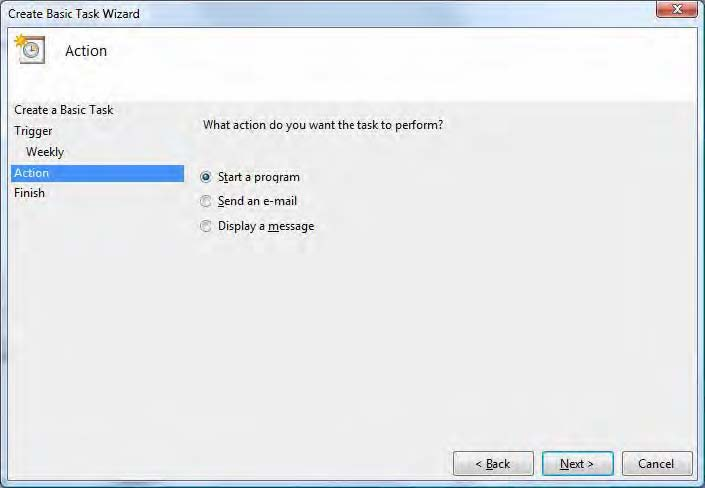 Create Basic Task Wizard
Action
Create a Basic Task
Trigger
Weekly
Action
Finish
What action do you want the task to perform?
Start a program
Send an e-mail
Display a message
< Back
Next >
Cancel